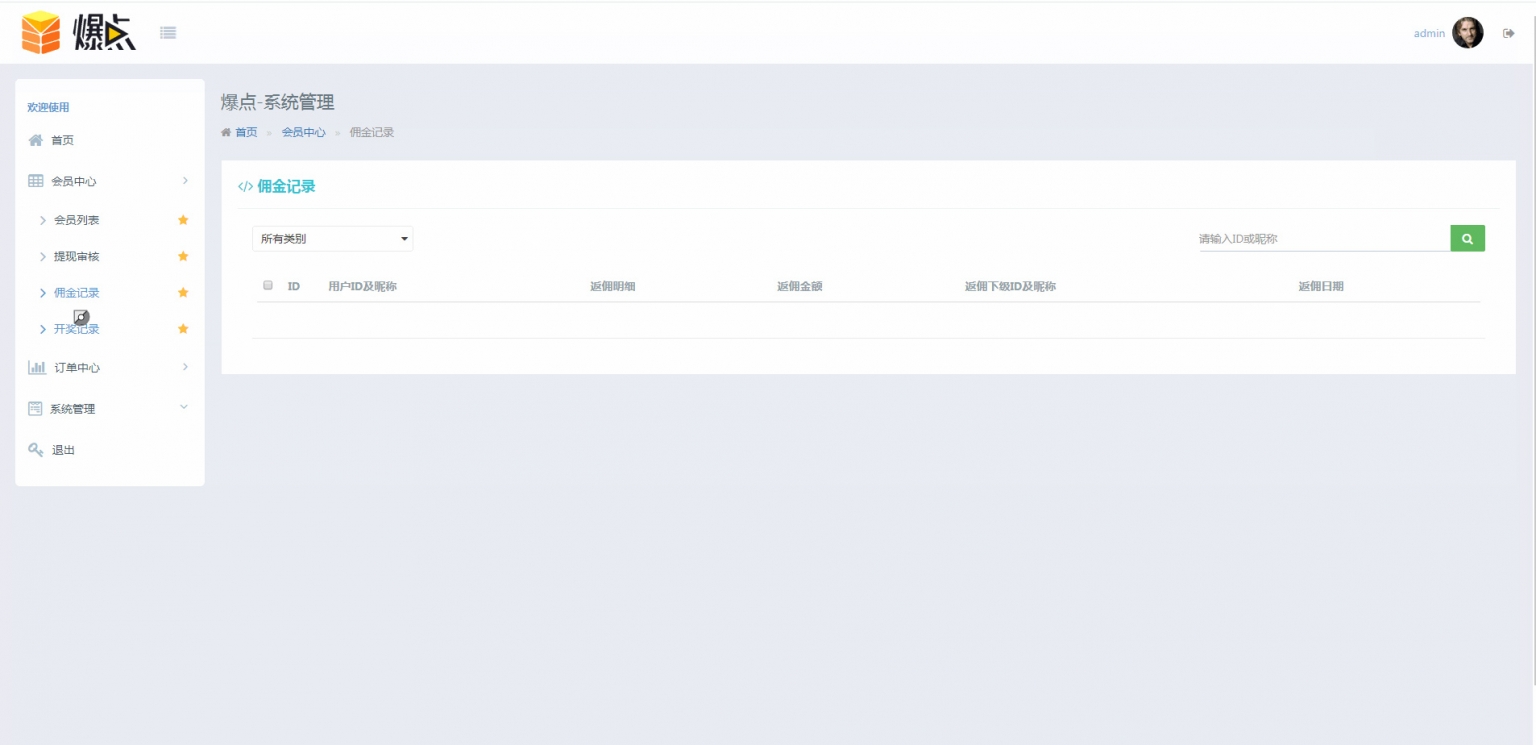 爆点
admin
欢迎使用
首页
会员中心
会员列表
提现审核
佣金记录
开奖记录
订单中心
系统管理
退出
爆点-系统管理
首页 » 会员中心 » 佣金记录
</> 佣金记录
所有类别
请输入ID或昵称
ID 用户ID及昵称 返佣明细 返佣金额 返佣下级ID及昵称 返佣日期